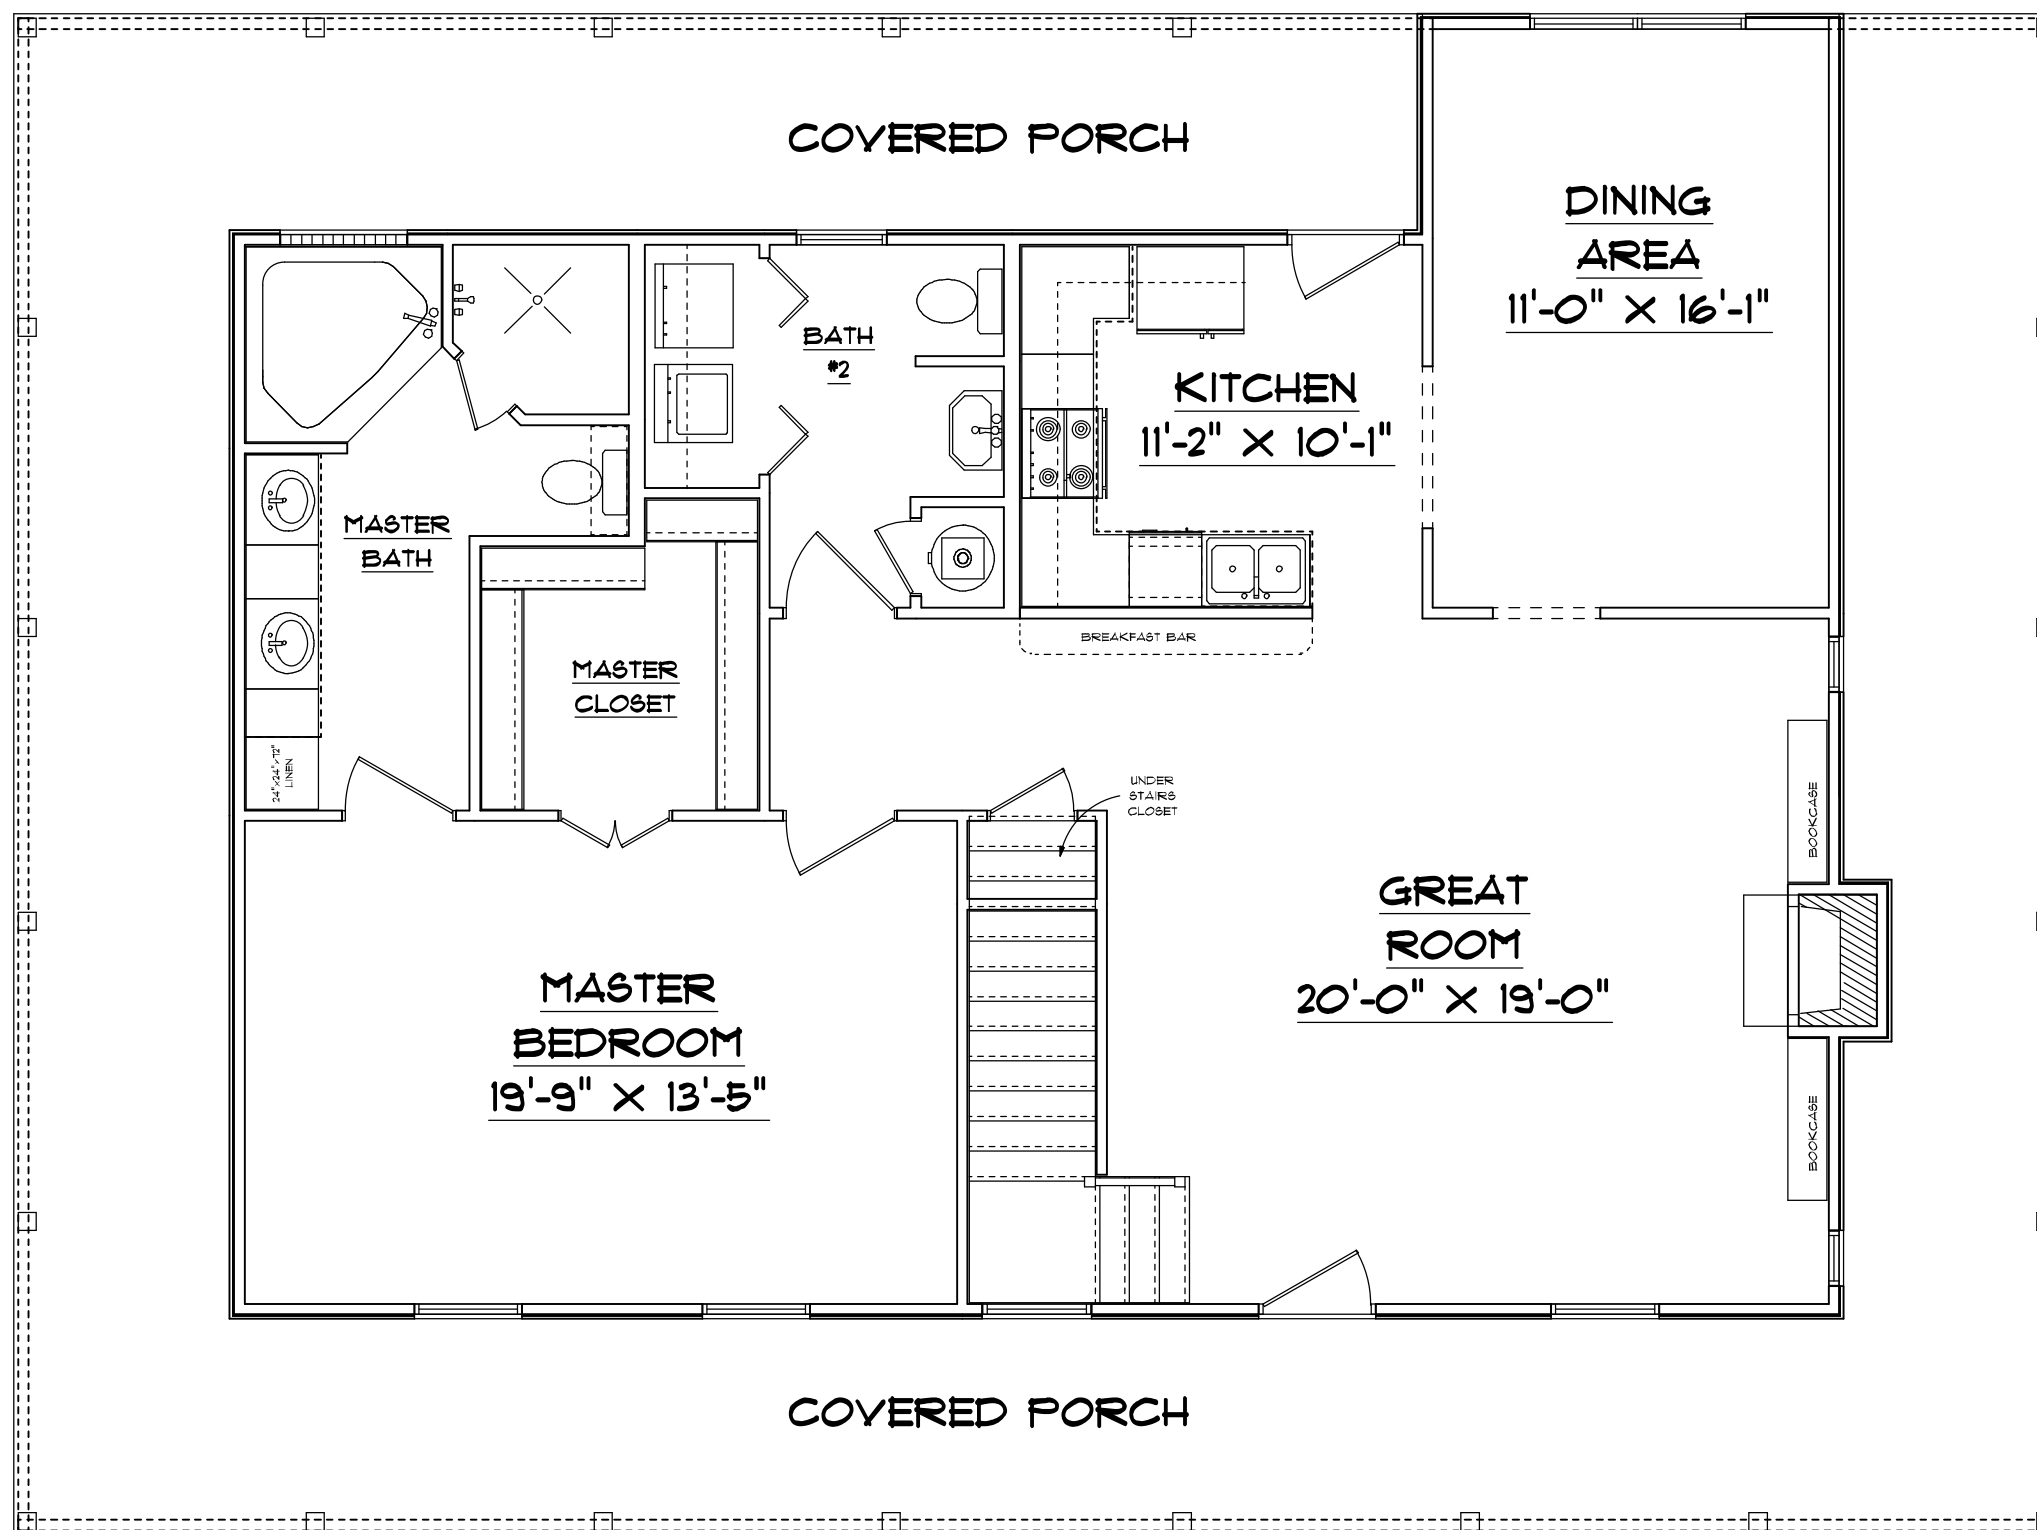 COVERED PORCH
DINING
AREA
11'-0" X 16'-1"
BATH
#2
KITCHEN
11'-2" X 10'-1"
MASTER
BATH
BREAKFAST BAR
MASTER
CLOSET
24"x24"x72"
LINEN
UNDER
STAIRS
CLOSET
BOOKCASE
GREAT
ROOM
20'-0" X 19'-0"
MASTER
BEDROOM
19'-9" X 13'-5"
BOOKCASE
COVERED PORCH